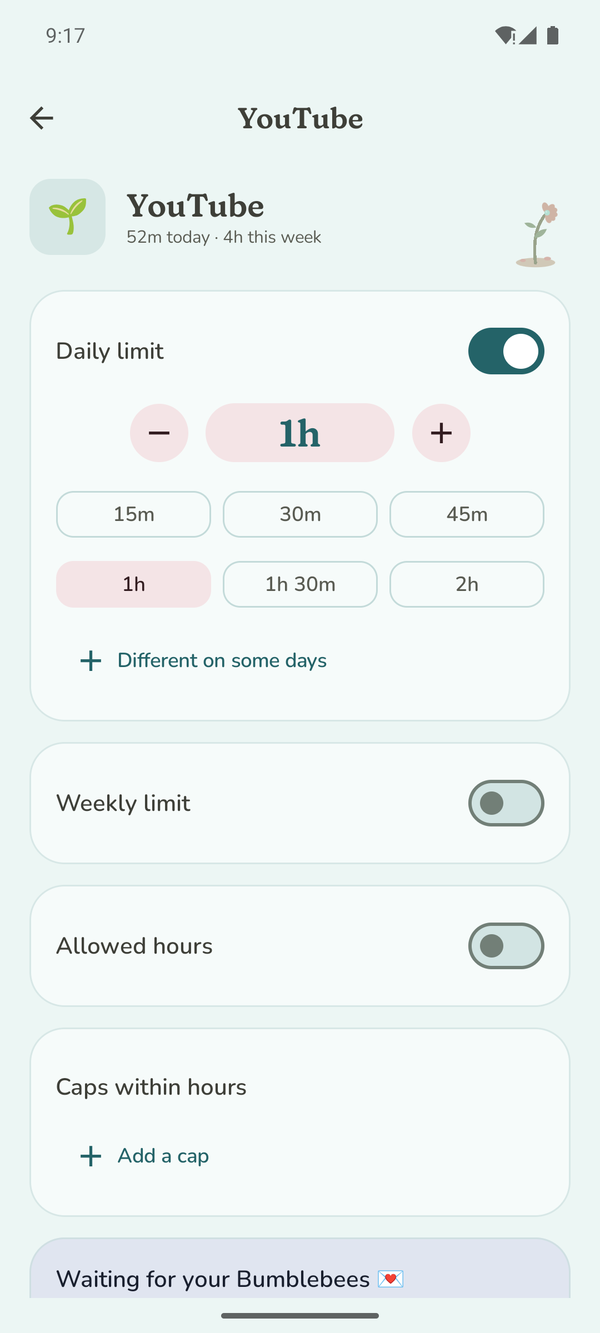 9:17
YouTube
YouTube
52m today · 4h this week
Daily limit
1h
15m
30m
45m
1h
1h 30m
2h
Different on some days
Weekly limit
Allowed hours
Caps within hours
Add a cap
Waiting for your Bumblebees 💌